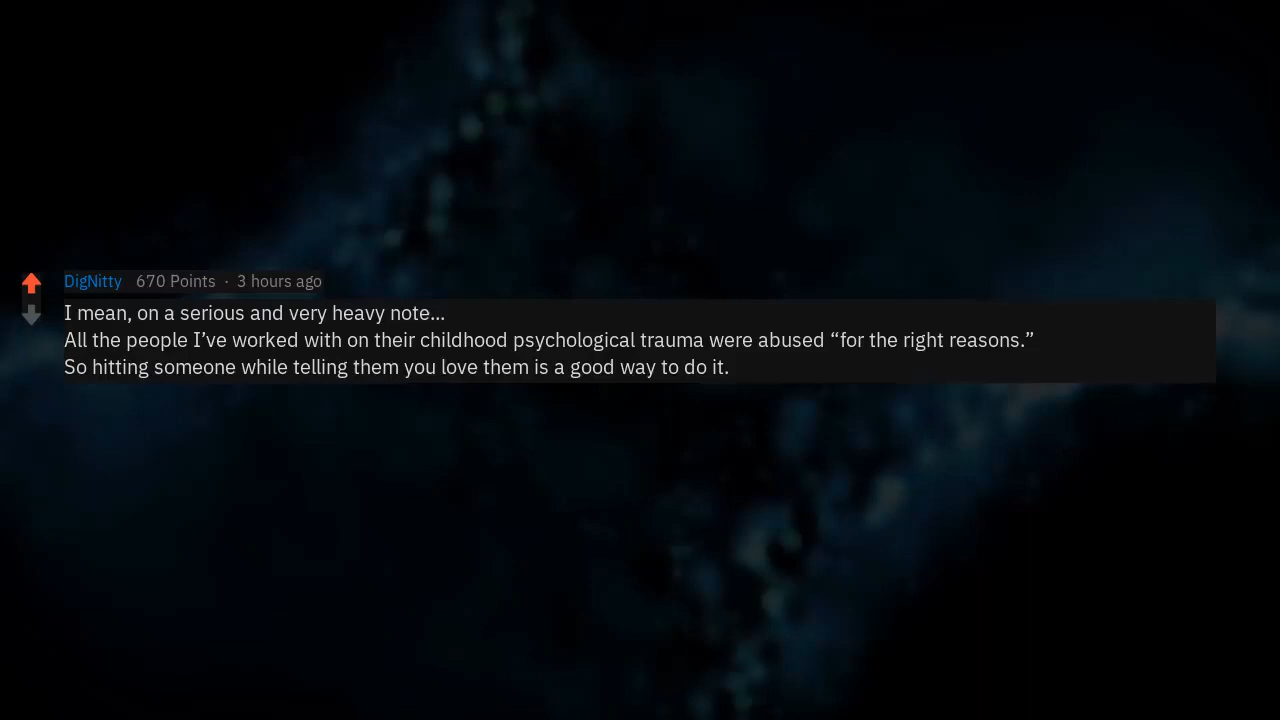 DigNitty 670 Points · 3 hours ago
I mean, on a serious and very heavy note...
All the people I’ve worked with on their childhood psychological trauma were abused “for the right reasons.”
So hitting someone while telling them you love them is a good way to do it.